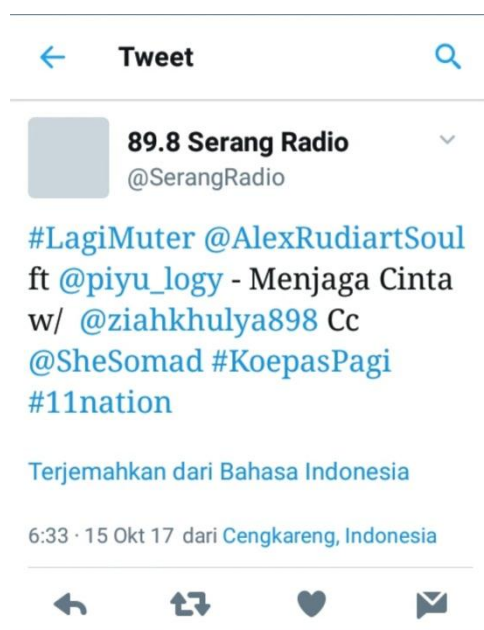 Tweet
89.8 Serang Radio
@SerangRadio
#LagiMuter @AlexRudiartSoul
ft @piyu_logy - Menjaga Cinta
w/ @ziahkhulya898 Cc
@SheSomad #KoepasPagi
#11nation
Terjemahkan dari Bahasa Indonesia
6:33 · 15 Okt 17 dari Cengkareng, Indonesia